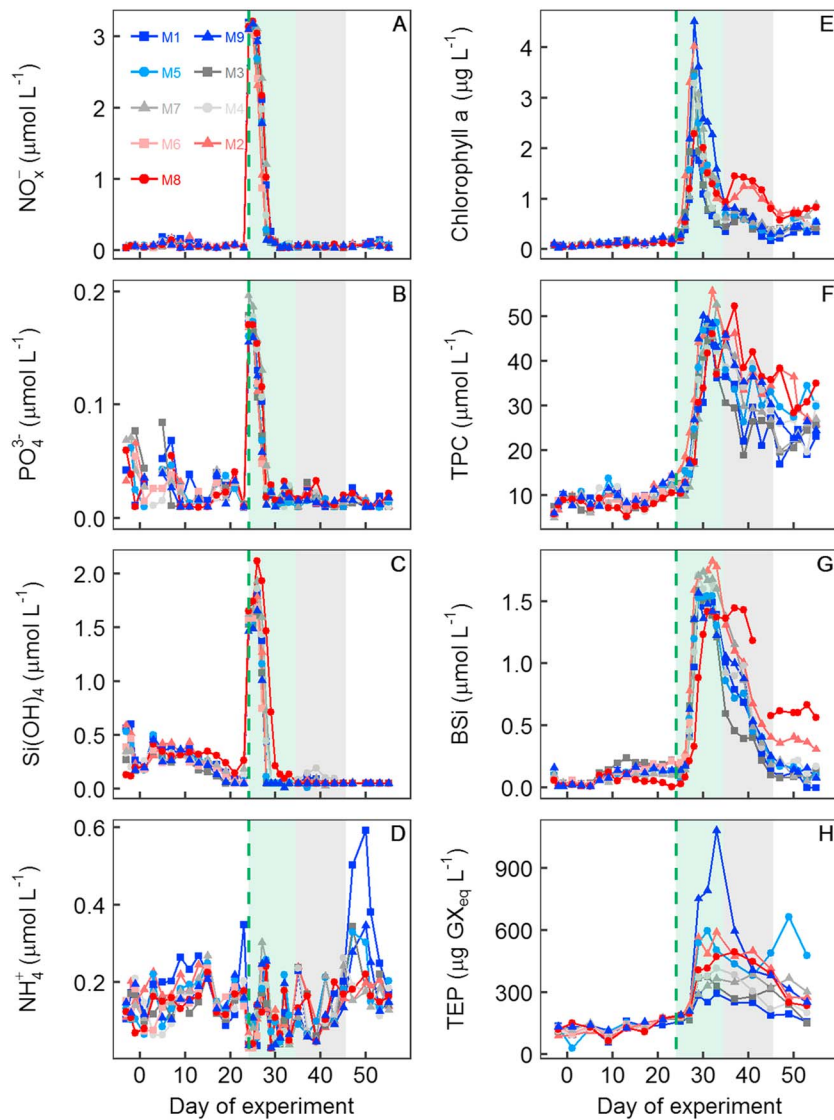 A
3
2
1
0
NOₓ⁻ (μmol L⁻¹)
M1 M9
M5 M3
M7 M4
M6 M2
M8
E
4
3
2
1
0
Chlorophyll a (μg L⁻¹)
B
0.2
0.1
0.0
PO₄³⁻ (μmol L⁻¹)
F
50
40
30
20
10
TPC (μmol L⁻¹)
C
2.0
1.5
1.0
0.5
0.0
Si(OH)₄ (μmol L⁻¹)
G
1.5
1.0
0.5
0.0
BSi (μmol L⁻¹)
D
0.6
0.4
0.2
NH₄⁺ (μmol L⁻¹)
0 10 20 30 40 50
Day of experiment
H
900
600
300
0
TEP (μg GXeq L⁻¹)
0 10 20 30 40 50
Day of experiment